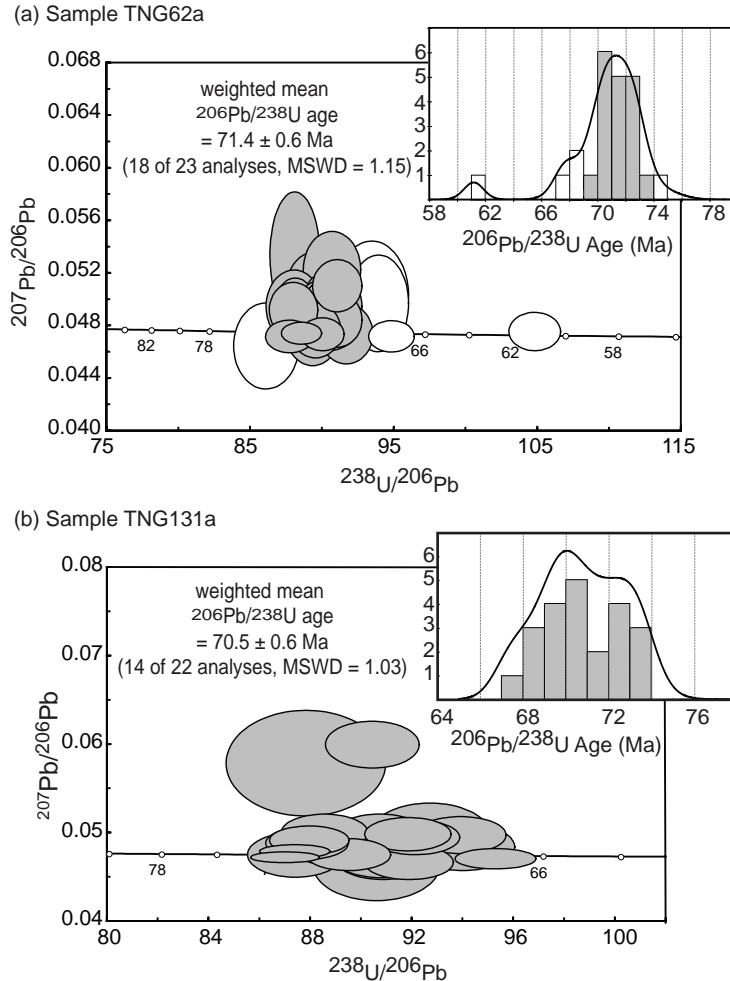 (a) Sample TNG62a
0.068
0.064
0.060
0.056
0.052
0.048
0.044
0.040
207Pb/206Pb
weighted mean
206Pb/238U age
= 71.4 ± 0.6 Ma
(18 of 23 analyses, MSWD = 1.15)
6
5
4
3
2
1
58 62 66 70 74 78
206Pb/238U Age (Ma)
82 78 66 62 58
75 85 95 105 115
238U/206Pb
(b) Sample TNG131a
0.08
0.07
0.06
0.05
0.04
207Pb/206Pb
weighted mean
206Pb/238U age
= 70.5 ± 0.6 Ma
(14 of 22 analyses, MSWD = 1.03)
6
5
4
3
2
1
64 68 72 76
206Pb/238U Age (Ma)
78 66
80 84 88 92 96 100
238U/206Pb